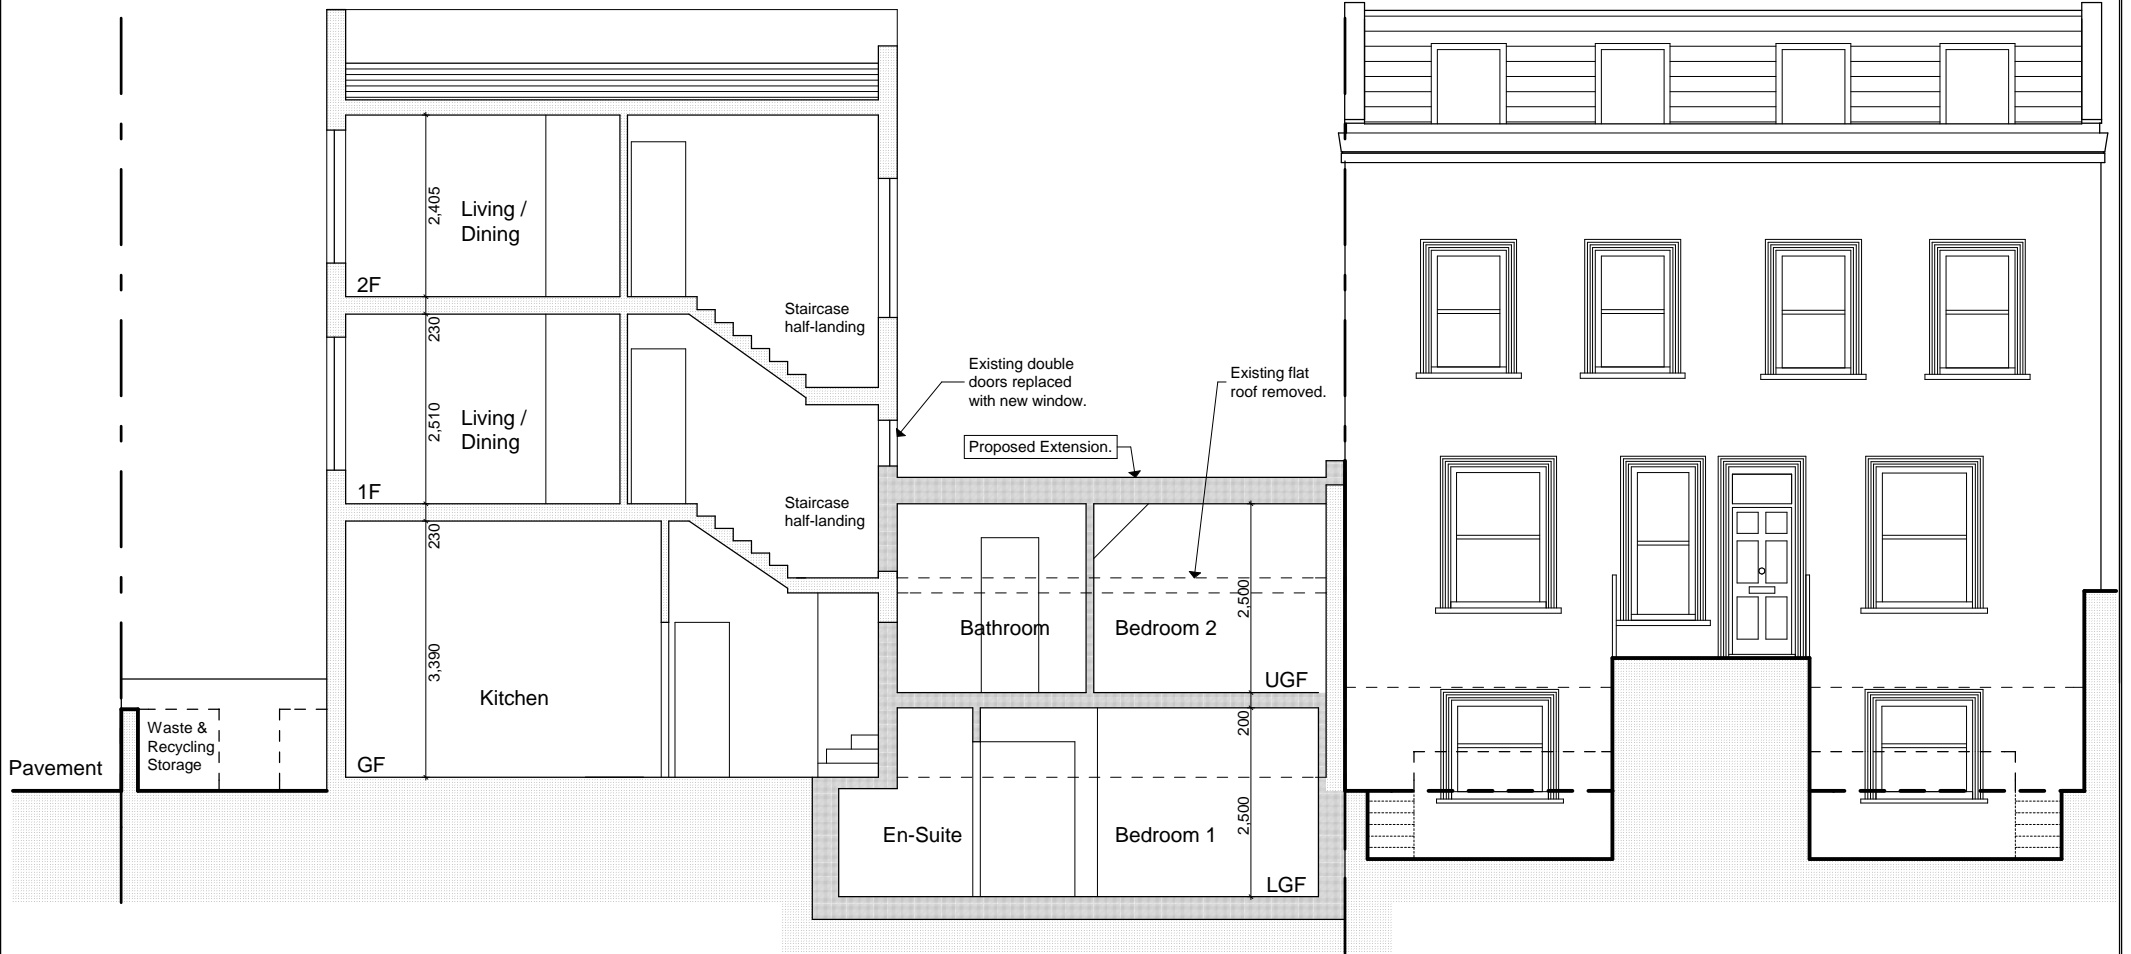 2,405
Living /
Dining
2F
230
Staircase
half-landing
2,510
Living /
Dining
1F
230
Staircase
half-landing
Existing double
doors replaced
with new window.
Existing flat
roof removed.
Proposed Extension.
3,390
Kitchen
GF
Bathroom
Bedroom 2
2,500
UGF
200
En-Suite
Bedroom 1
2,500
LGF
Waste &
Recycling
Storage
Pavement